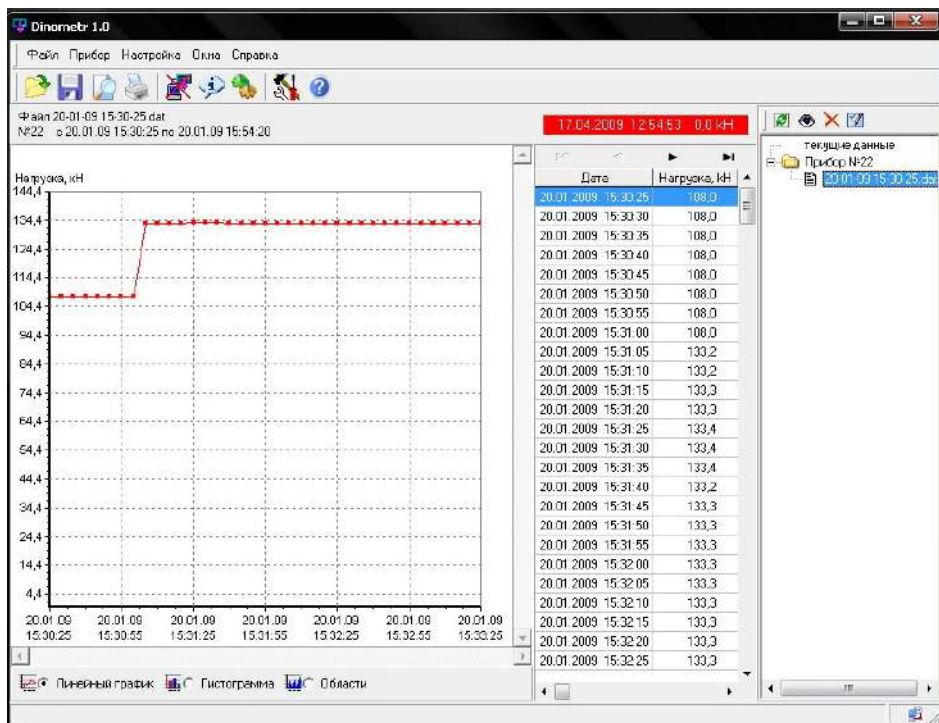 Dinometr 1.0
Файл Прибор Настройка Окна Справка
Файл 20-01-09 15-30-25.dat
№22 с 20.01.09 15:30:25 по 20.01.09 15:54:20
17.04.2009 12:54:53 0,0 кН
текущие данные
Прибор №22
20-01-09 15-30-25.dat
Нагрузка, кН
144,4
134,4
124,4
114,4
104,4
94,4
84,4
74,4
64,4
54,4
44,4
34,4
24,4
14,4
4,4
20.01.09 20.01.09 20.01.09 20.01.09 20.01.09 20.01.09 20.01.09
15:30:25 15:30:55 15:31:25 15:31:55 15:32:25 15:32:55 15:33:25
Линейный график Гистограмма Области
Дата Нагрузка, кН
20.01.2009 15:30:25 108,0
20.01.2009 15:30:30 108,0
20.01.2009 15:30:35 108,0
20.01.2009 15:30:40 108,0
20.01.2009 15:30:45 108,0
20.01.2009 15:30:50 108,0
20.01.2009 15:30:55 108,0
20.01.2009 15:31:00 108,0
20.01.2009 15:31:05 133,2
20.01.2009 15:31:10 133,2
20.01.2009 15:31:15 133,3
20.01.2009 15:31:20 133,3
20.01.2009 15:31:25 133,4
20.01.2009 15:31:30 133,4
20.01.2009 15:31:35 133,4
20.01.2009 15:31:40 133,2
20.01.2009 15:31:45 133,3
20.01.2009 15:31:50 133,3
20.01.2009 15:31:55 133,3
20.01.2009 15:32:00 133,3
20.01.2009 15:32:05 133,3
20.01.2009 15:32:10 133,3
20.01.2009 15:32:15 133,3
20.01.2009 15:32:20 133,3
20.01.2009 15:32:25 133,3